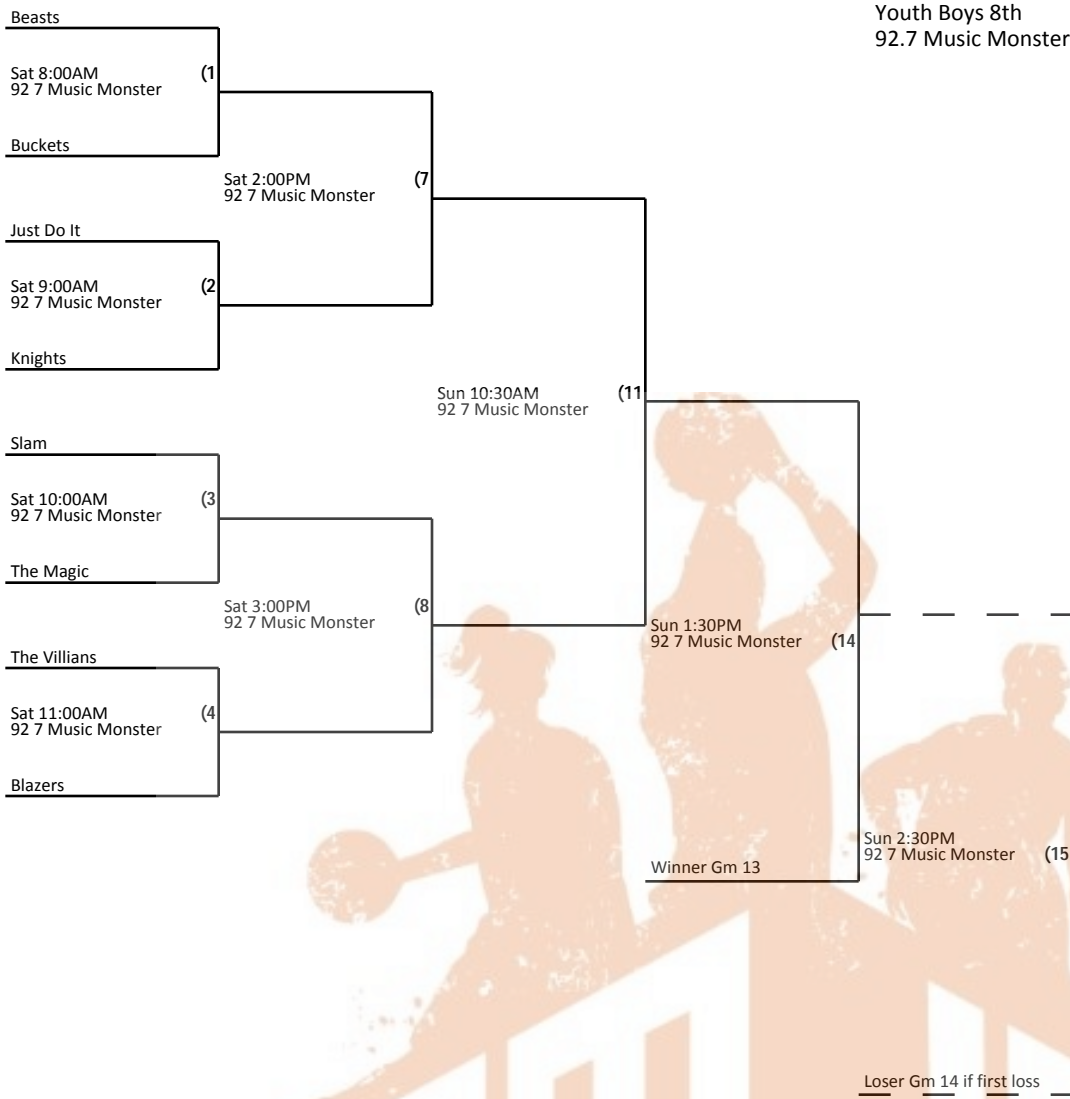 Youth Boys 8th
92.7 Music Monster
Beasts
Sat 8:00AM (1
92 7 Music Monster
Buckets
Sat 2:00PM (7
92 7 Music Monster
Just Do It
Sat 9:00AM (2
92 7 Music Monster
Knights
Sun 10:30AM (11
92 7 Music Monster
Slam
Sat 10:00AM (3
92 7 Music Monster
The Magic
Sat 3:00PM (8
92 7 Music Monster
Sun 1:30PM
92 7 Music Monster (14
The Villians
Sat 11:00AM (4
92 7 Music Monster
Blazers
Sun 2:30PM
92 7 Music Monster (15
Winner Gm 13
Loser Gm 14 if first loss